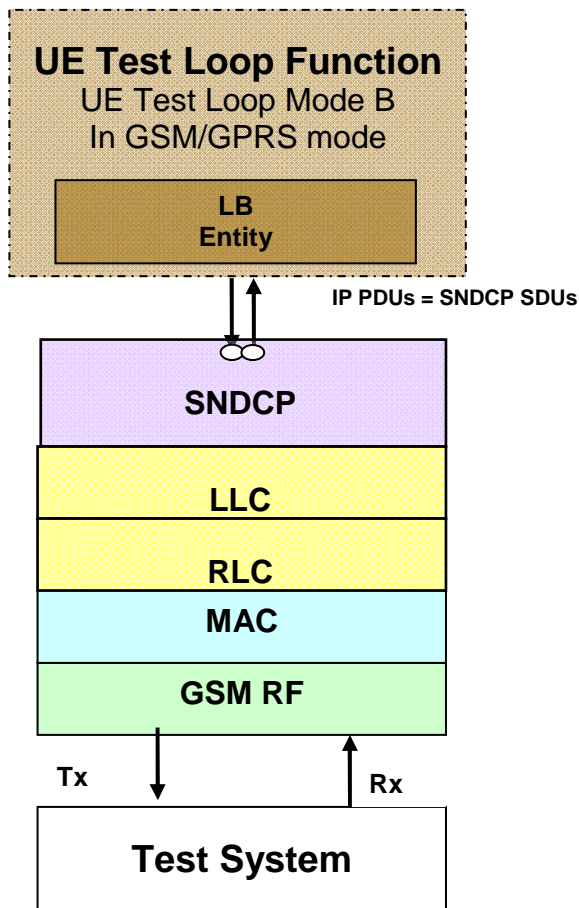 UE Test Loop Function
UE Test Loop Mode B
In GSM/GPRS mode
LB
Entity
IP PDUs = SNDCP SDUs
SNDCP
LLC
RLC
MAC
GSM RF
Tx
Rx
Test System